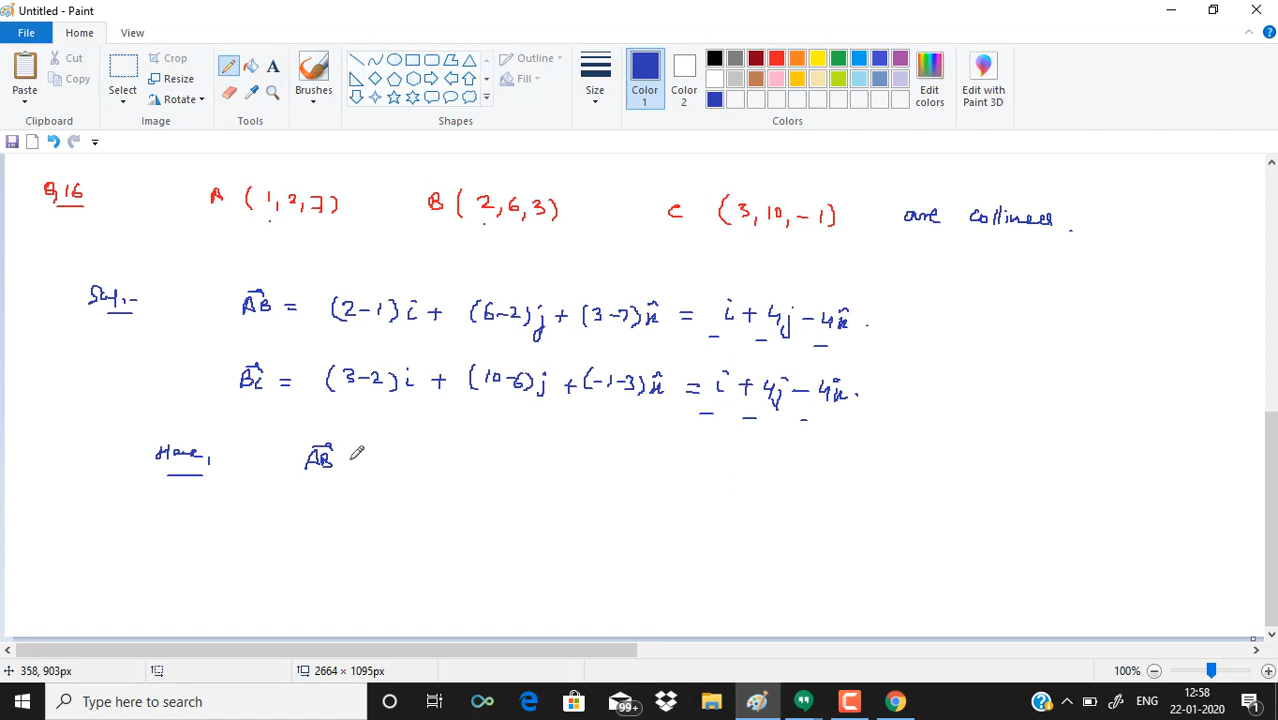 Untitled - Paint
File Home View
Paste Cut Copy Clipboard
Select Crop Resize Rotate Image
Tools
Brushes
Shapes Outline Fill
Size
Color 1 Color 2 Colors
Edit colors
Edit with Paint 3D
Q.16 A (1, 2, 7) B (2, 6, 3) C (3, 10, -1) are collinear.
AB⃗ = (2-1)i + (6-2)j + (3-7)k̂ = i + 4j - 4k̂.
BC⃗ = (3-2)i + (10-6)j + (-1-3)k̂ = î + 4ĵ - 4k̂.
AB⃗
358, 903px 2664 × 1095px 100%
Type here to search 99+ ENG 12:58 22-01-2020 1